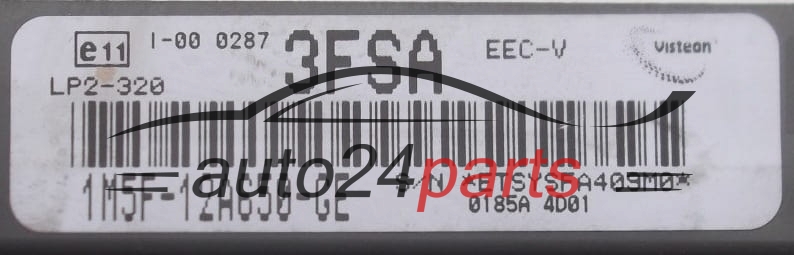 e11 I-00 0287 3FSA EEC-V Visteon
LP2-320
auto24parts
1M5F-12A650-GE S/N
0185A 4D01